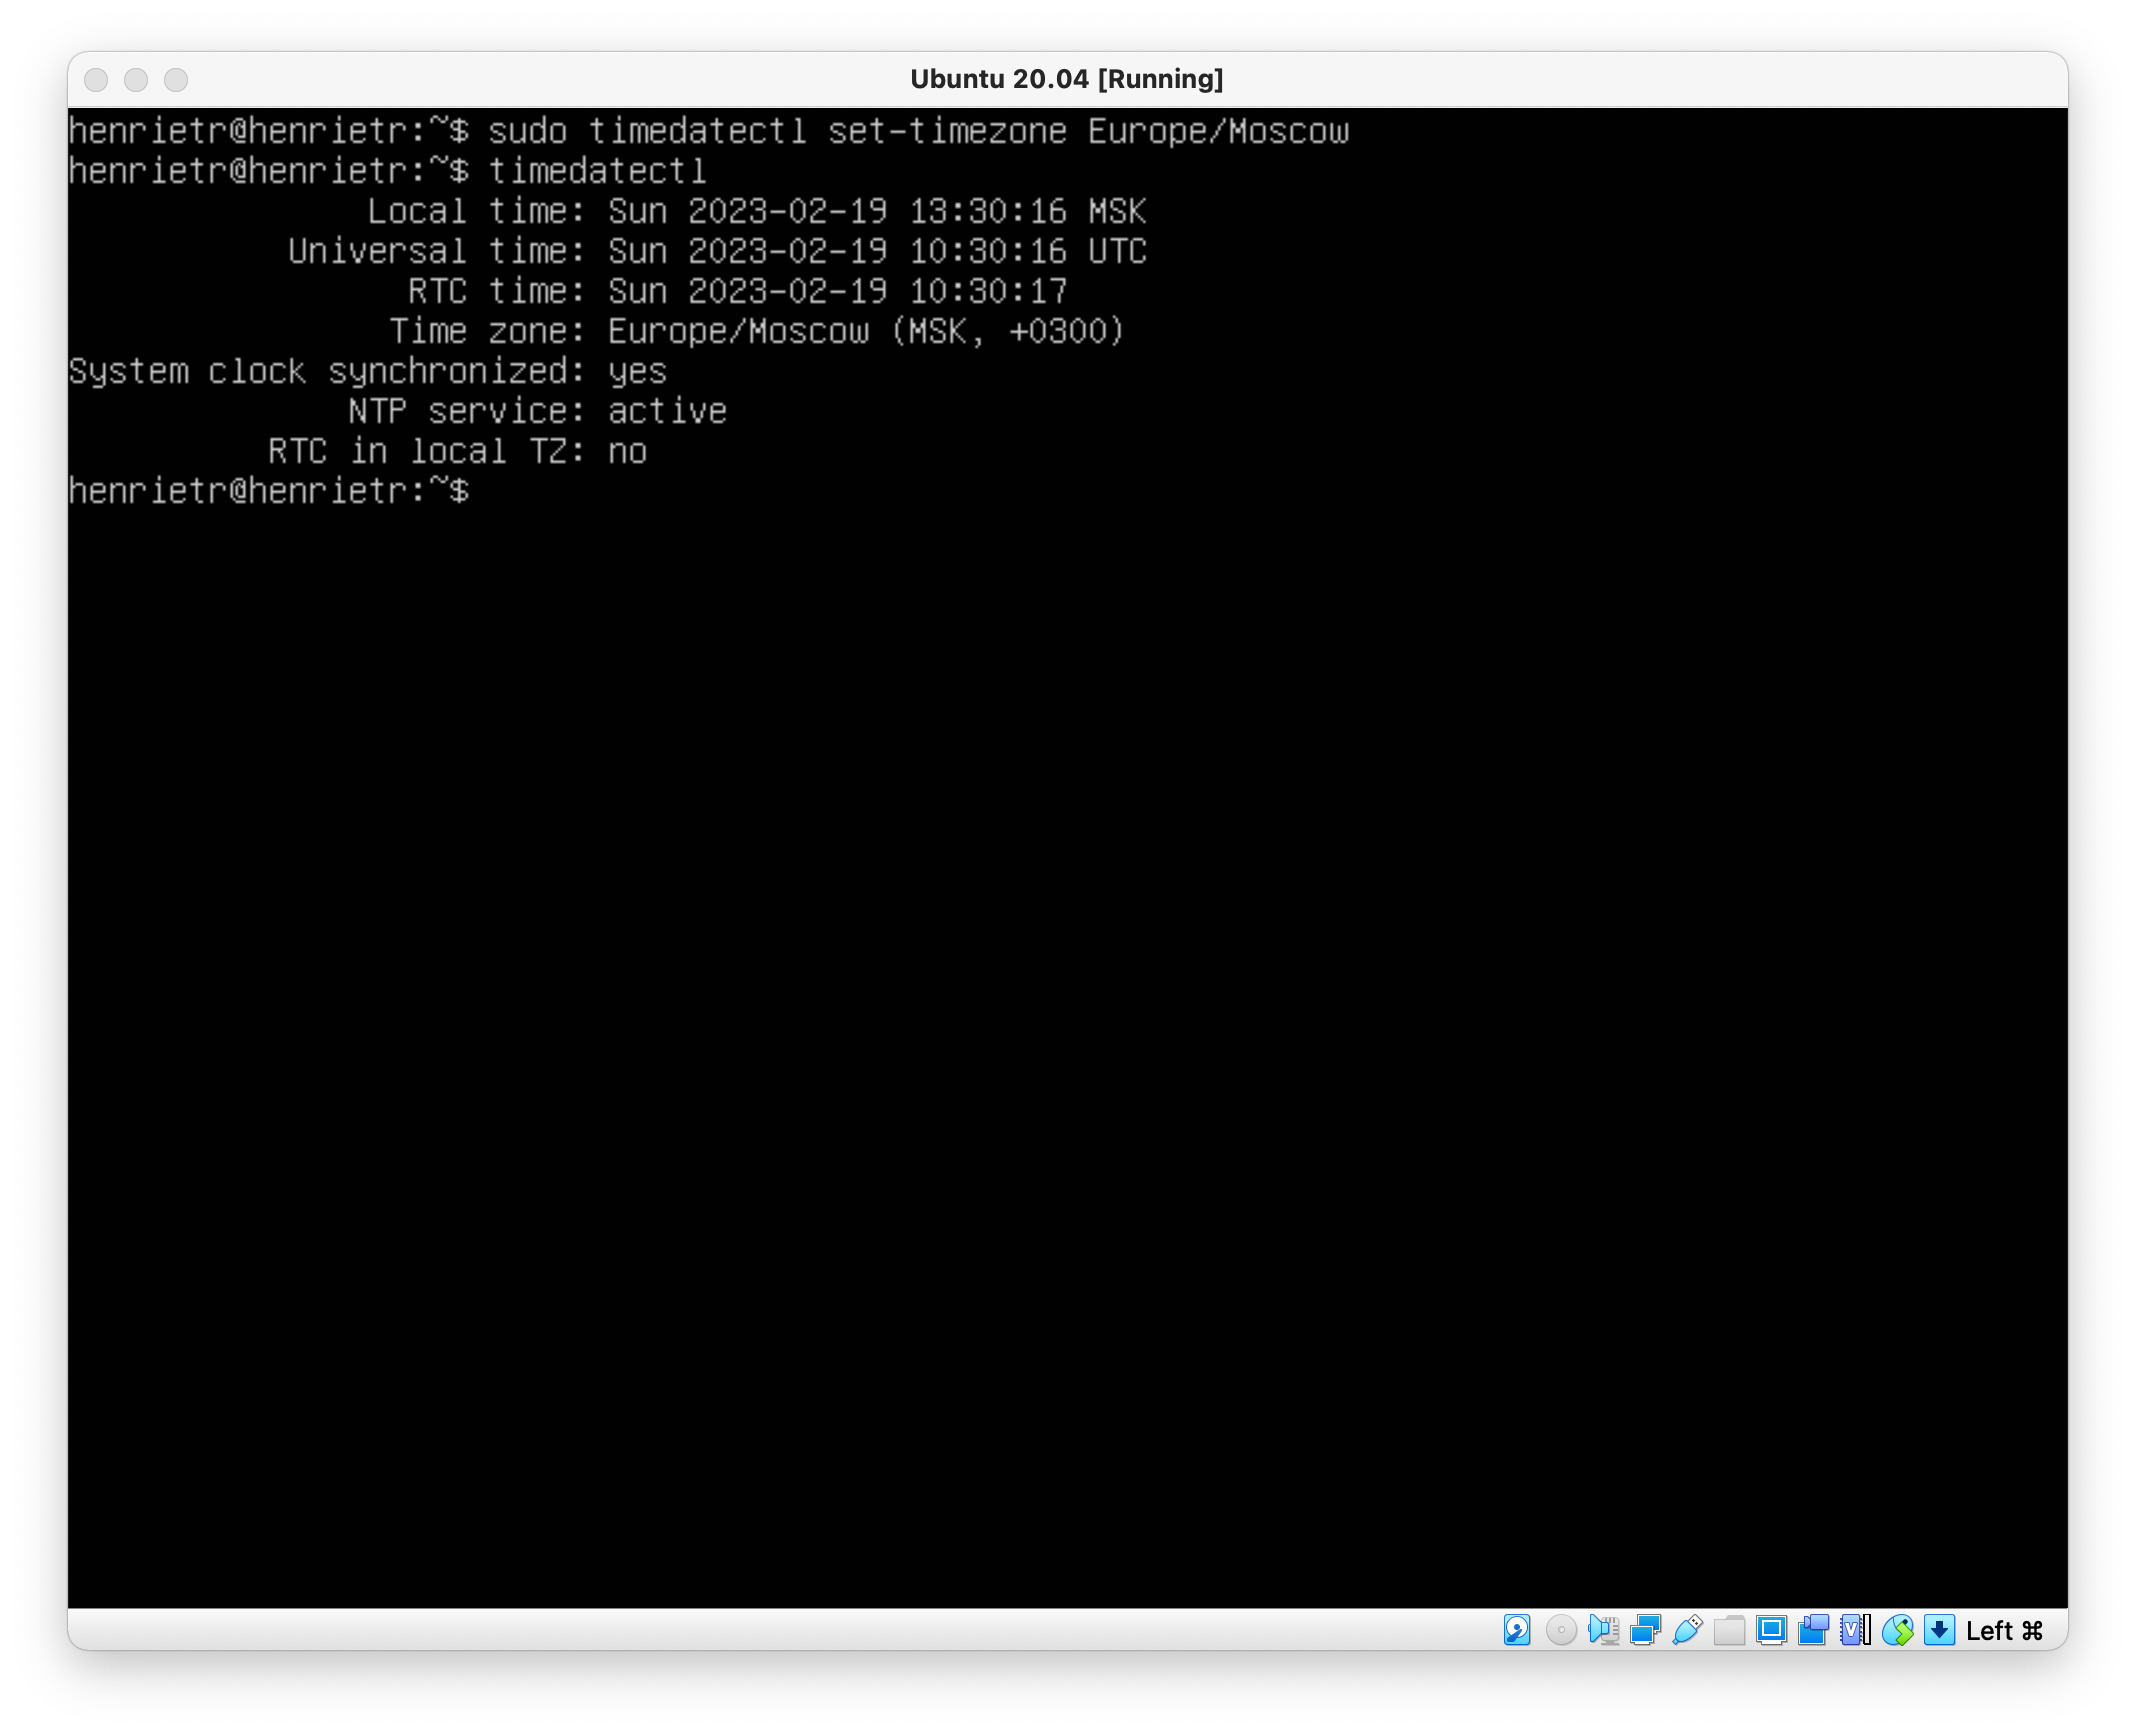 Ubuntu 20.04 [Running]
henrietr@henrietr:~$ sudo timedatectl set-timezone Europe/Moscow
henrietr@henrietr:~$ timedatectl
Local time: Sun 2023-02-19 13:30:16 MSK
Universal time: Sun 2023-02-19 10:30:16 UTC
RTC time: Sun 2023-02-19 10:30:17
Time zone: Europe/Moscow (MSK, +0300)
System clock synchronized: yes
NTP service: active
RTC in local TZ: no
henrietr@henrietr:~$
Left ⌘